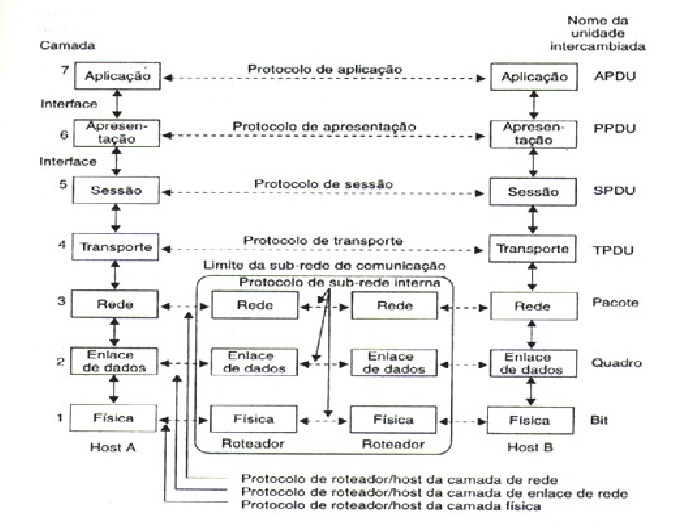 Nome da
unidade
intercambiada
Camada
7 Aplicação Protocolo de aplicação Aplicação APDU
Interface
6 Apresen-
tação Protocolo de apresentação Apresen-
tação PPDU
Interface
5 Sessão Protocolo de sessão Sessão SPDU
4 Transporte Protocolo de transporte Transporte TPDU
Limite da sub-rede de comunicação
Protocolo de sub-rede interna
3 Rede Rede Rede Rede Pacote
2 Enlace
de dados Enlace
de dados Enlace
de dados Enlace
de dados Quadro
1 Física Física Física Física Bit
Host A Roteador Roteador Host B
Protocolo de roteador/host da camada de rede
Protocolo de roteador/host da camada de enlace de rede
Protocolo de roteador/host da camada física